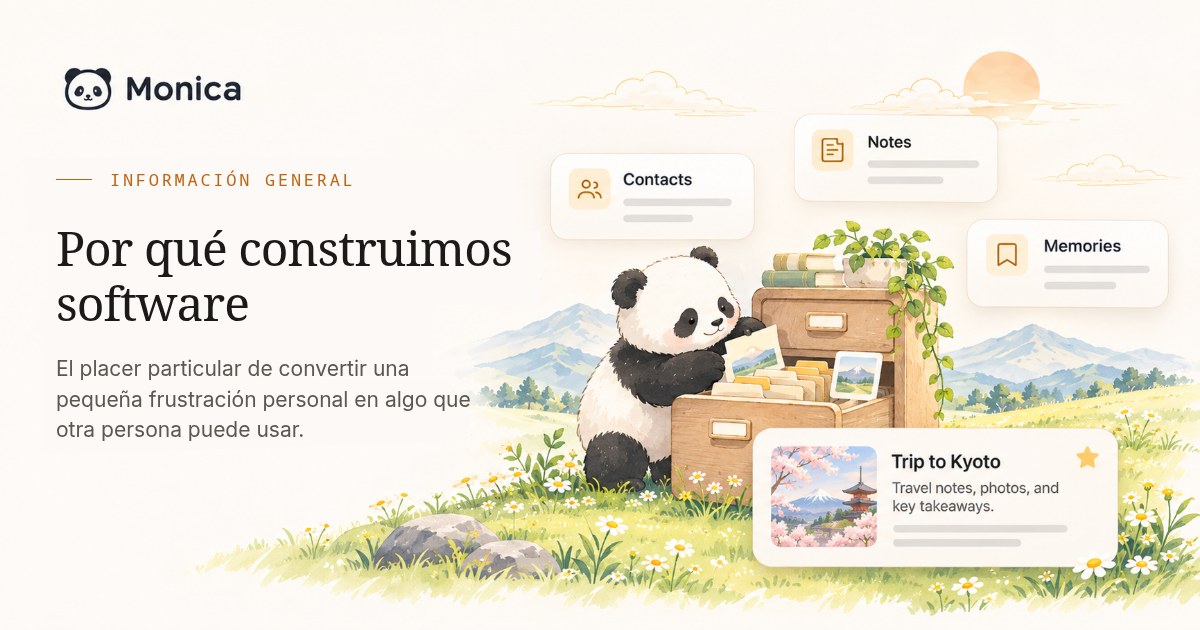 Monica
INFORMACIÓN GENERAL
Por qué construimos
software
El placer particular de convertir una
pequeña frustración personal en algo que
otra persona puede usar.
Contacts
Notes
Memories
Trip to Kyoto
Travel notes, photos, and
key takeaways.